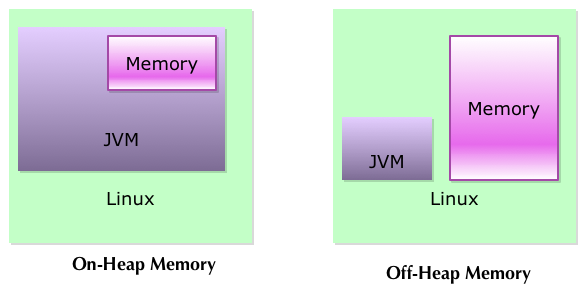 Memory
JVM
Linux
On-Heap Memory
Memory
JVM
Linux
Off-Heap Memory